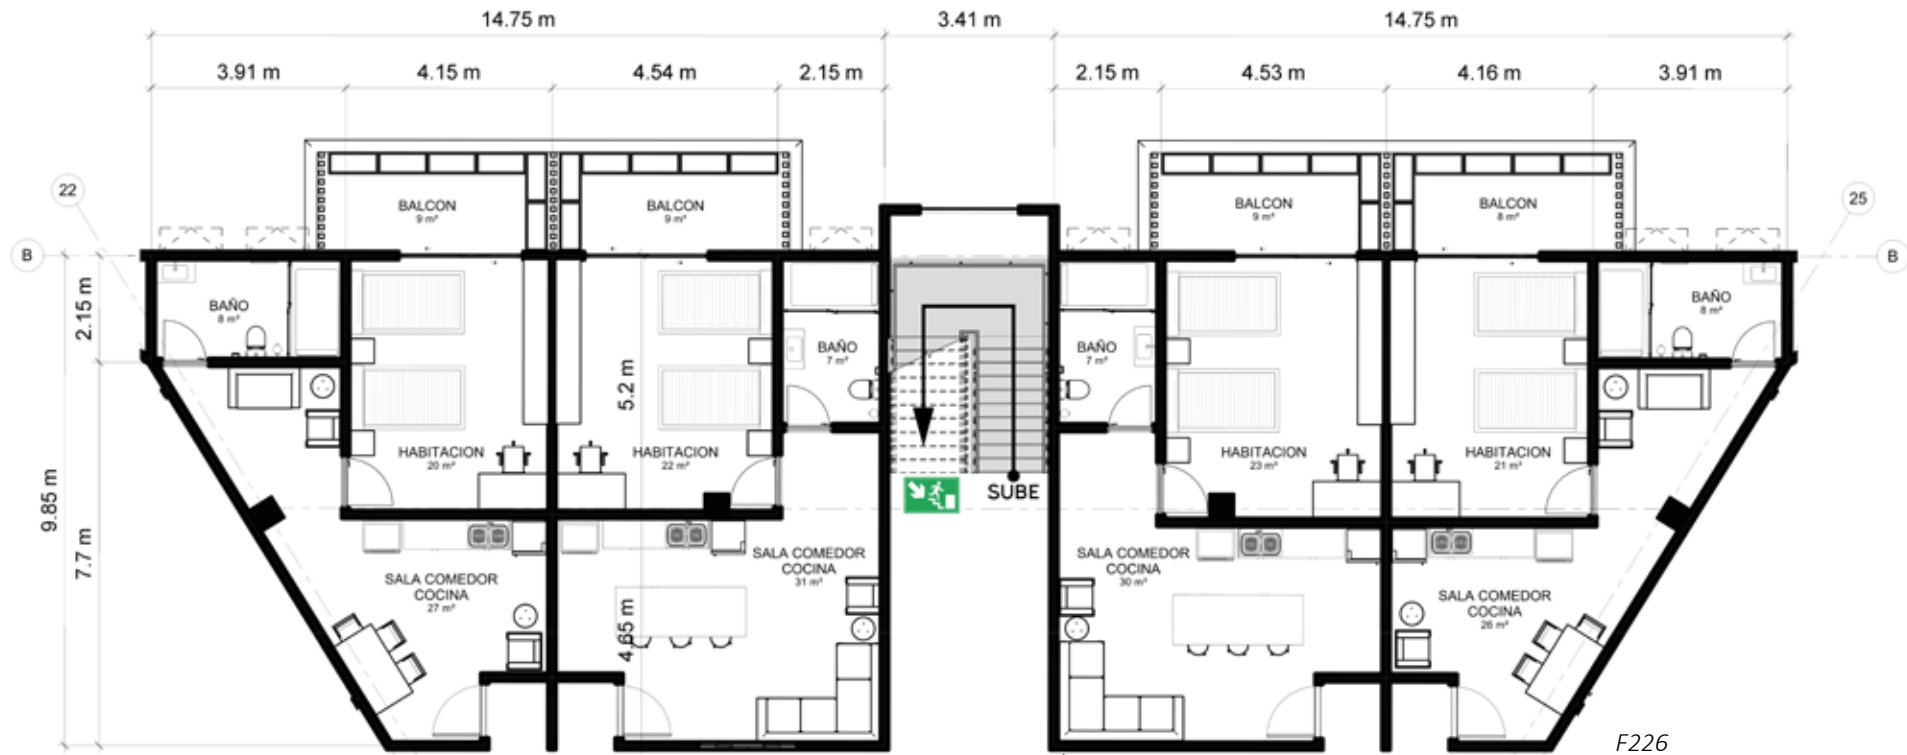 14.75 m
3.41 m
14.75 m
3.91 m
4.15 m
4.54 m
2.15 m
2.15 m
4.53 m
4.16 m
3.91 m
22
25
B
B
BALCON
9 m²
BALCON
9 m²
BALCON
9 m²
BALCON
8 m²
2.15 m
BAÑO
8 m²
BAÑO
7 m²
BAÑO
7 m²
BAÑO
8 m²
5.2 m
HABITACION
20 m²
HABITACION
22 m²
HABITACION
23 m²
HABITACION
21 m²
SUBE
9.85 m
7.7 m
SALA COMEDOR
COCINA
27 m²
SALA COMEDOR
COCINA
31 m²
SALA COMEDOR
COCINA
30 m²
SALA COMEDOR
COCINA
26 m²
4.65 m
F226